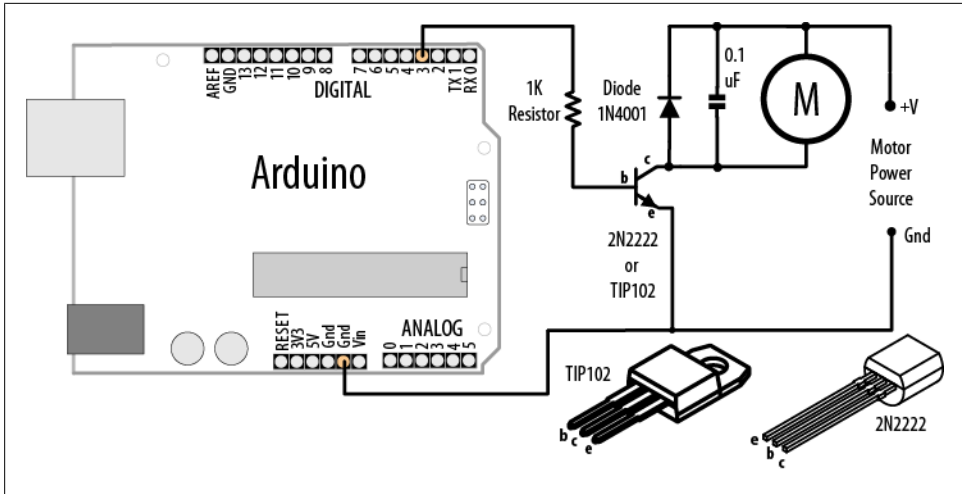 AREF
GND
13
12
11
10
9
8
7
6
5
4
3
2
TX 1
RX 0
DIGITAL
Arduino
RESET
3V3
5V
Gnd
Gnd
Vin
ANALOG
0
1
2
3
4
5
1K
Resistor
Diode
1N4001
0.1
uF
M
+V
Motor
Power
Source
Gnd
b
c
e
2N2222
or
TIP102
TIP102
b
c
e
2N2222
e
b
c